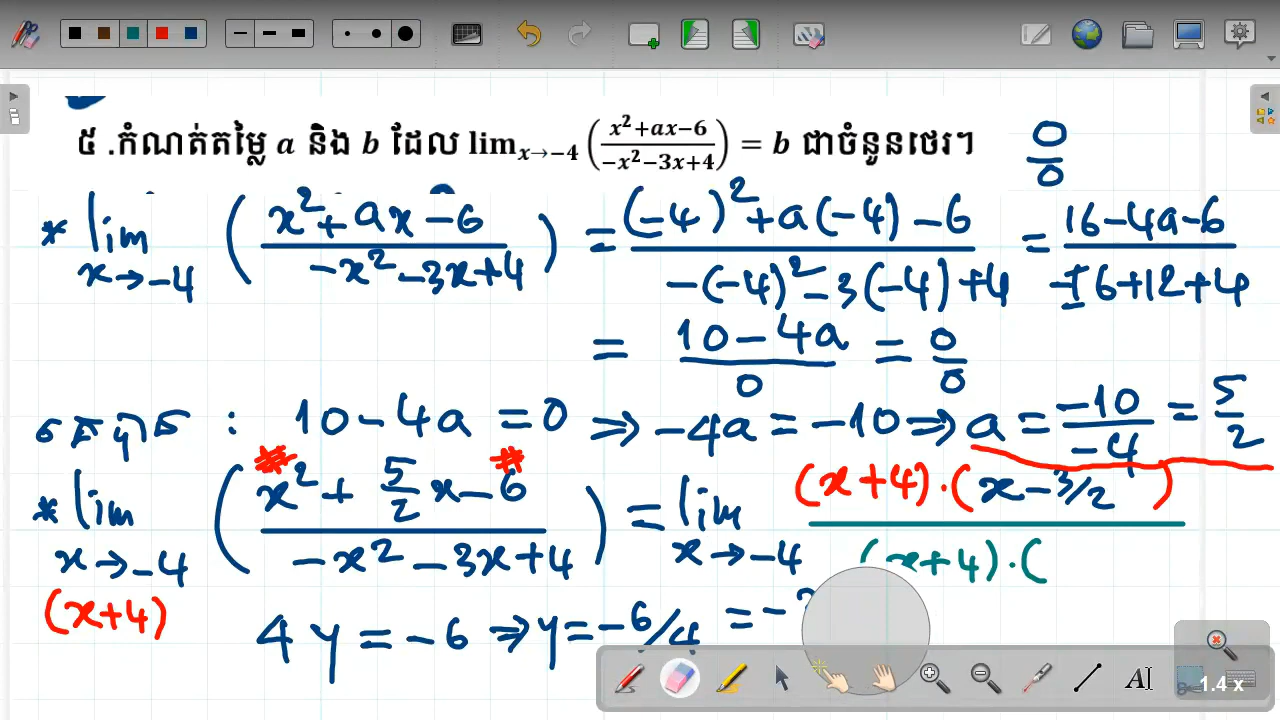 ៥ .កំណត់តម្លៃ a និង b ដែល lim_{x→-4} ((x²+ax-6)/(-x²-3x+4)) = b ជាចំនួនថេរ។ 0/0
* lim_{x→-4} ((x²+ax-6)/(-x²-3x+4)) = ((-4)²+a(-4)-6)/(-(-4)²-3(-4)+4) = (16-4a-6)/(-16+12+4)
= (10-4a)/0 = 0/0
: 10-4a = 0 ⇒ -4a = -10 ⇒ a = -10/-4 = 5/2
* lim_{x→-4} ((x²+5/2x-6)/(-x²-3x+4)) = lim_{x→-4} ((x+4)·(x-3/2))/((x+4)·(
(x+4) 4y = -6 ⇒ y = -6/4 = -
1.4 x